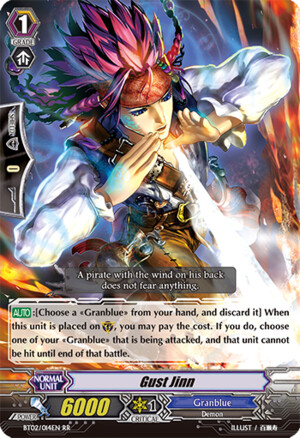 1
GRADE
A pirate with the wind on his back
does not fear anything.
AUTO:[Choose a «Granblue» from your hand, and discard it] When
this unit is placed on , you may pay the cost. If you do, choose
one of your «Granblue» that is being attacked, and that unit cannot
be hit until end of that battle.
NORMAL
UNIT
Gust Jinn
POWER
6000
1
CRITICAL
Granblue
Demon
BT02/014EN RR
ILLUST / 百瀬寿